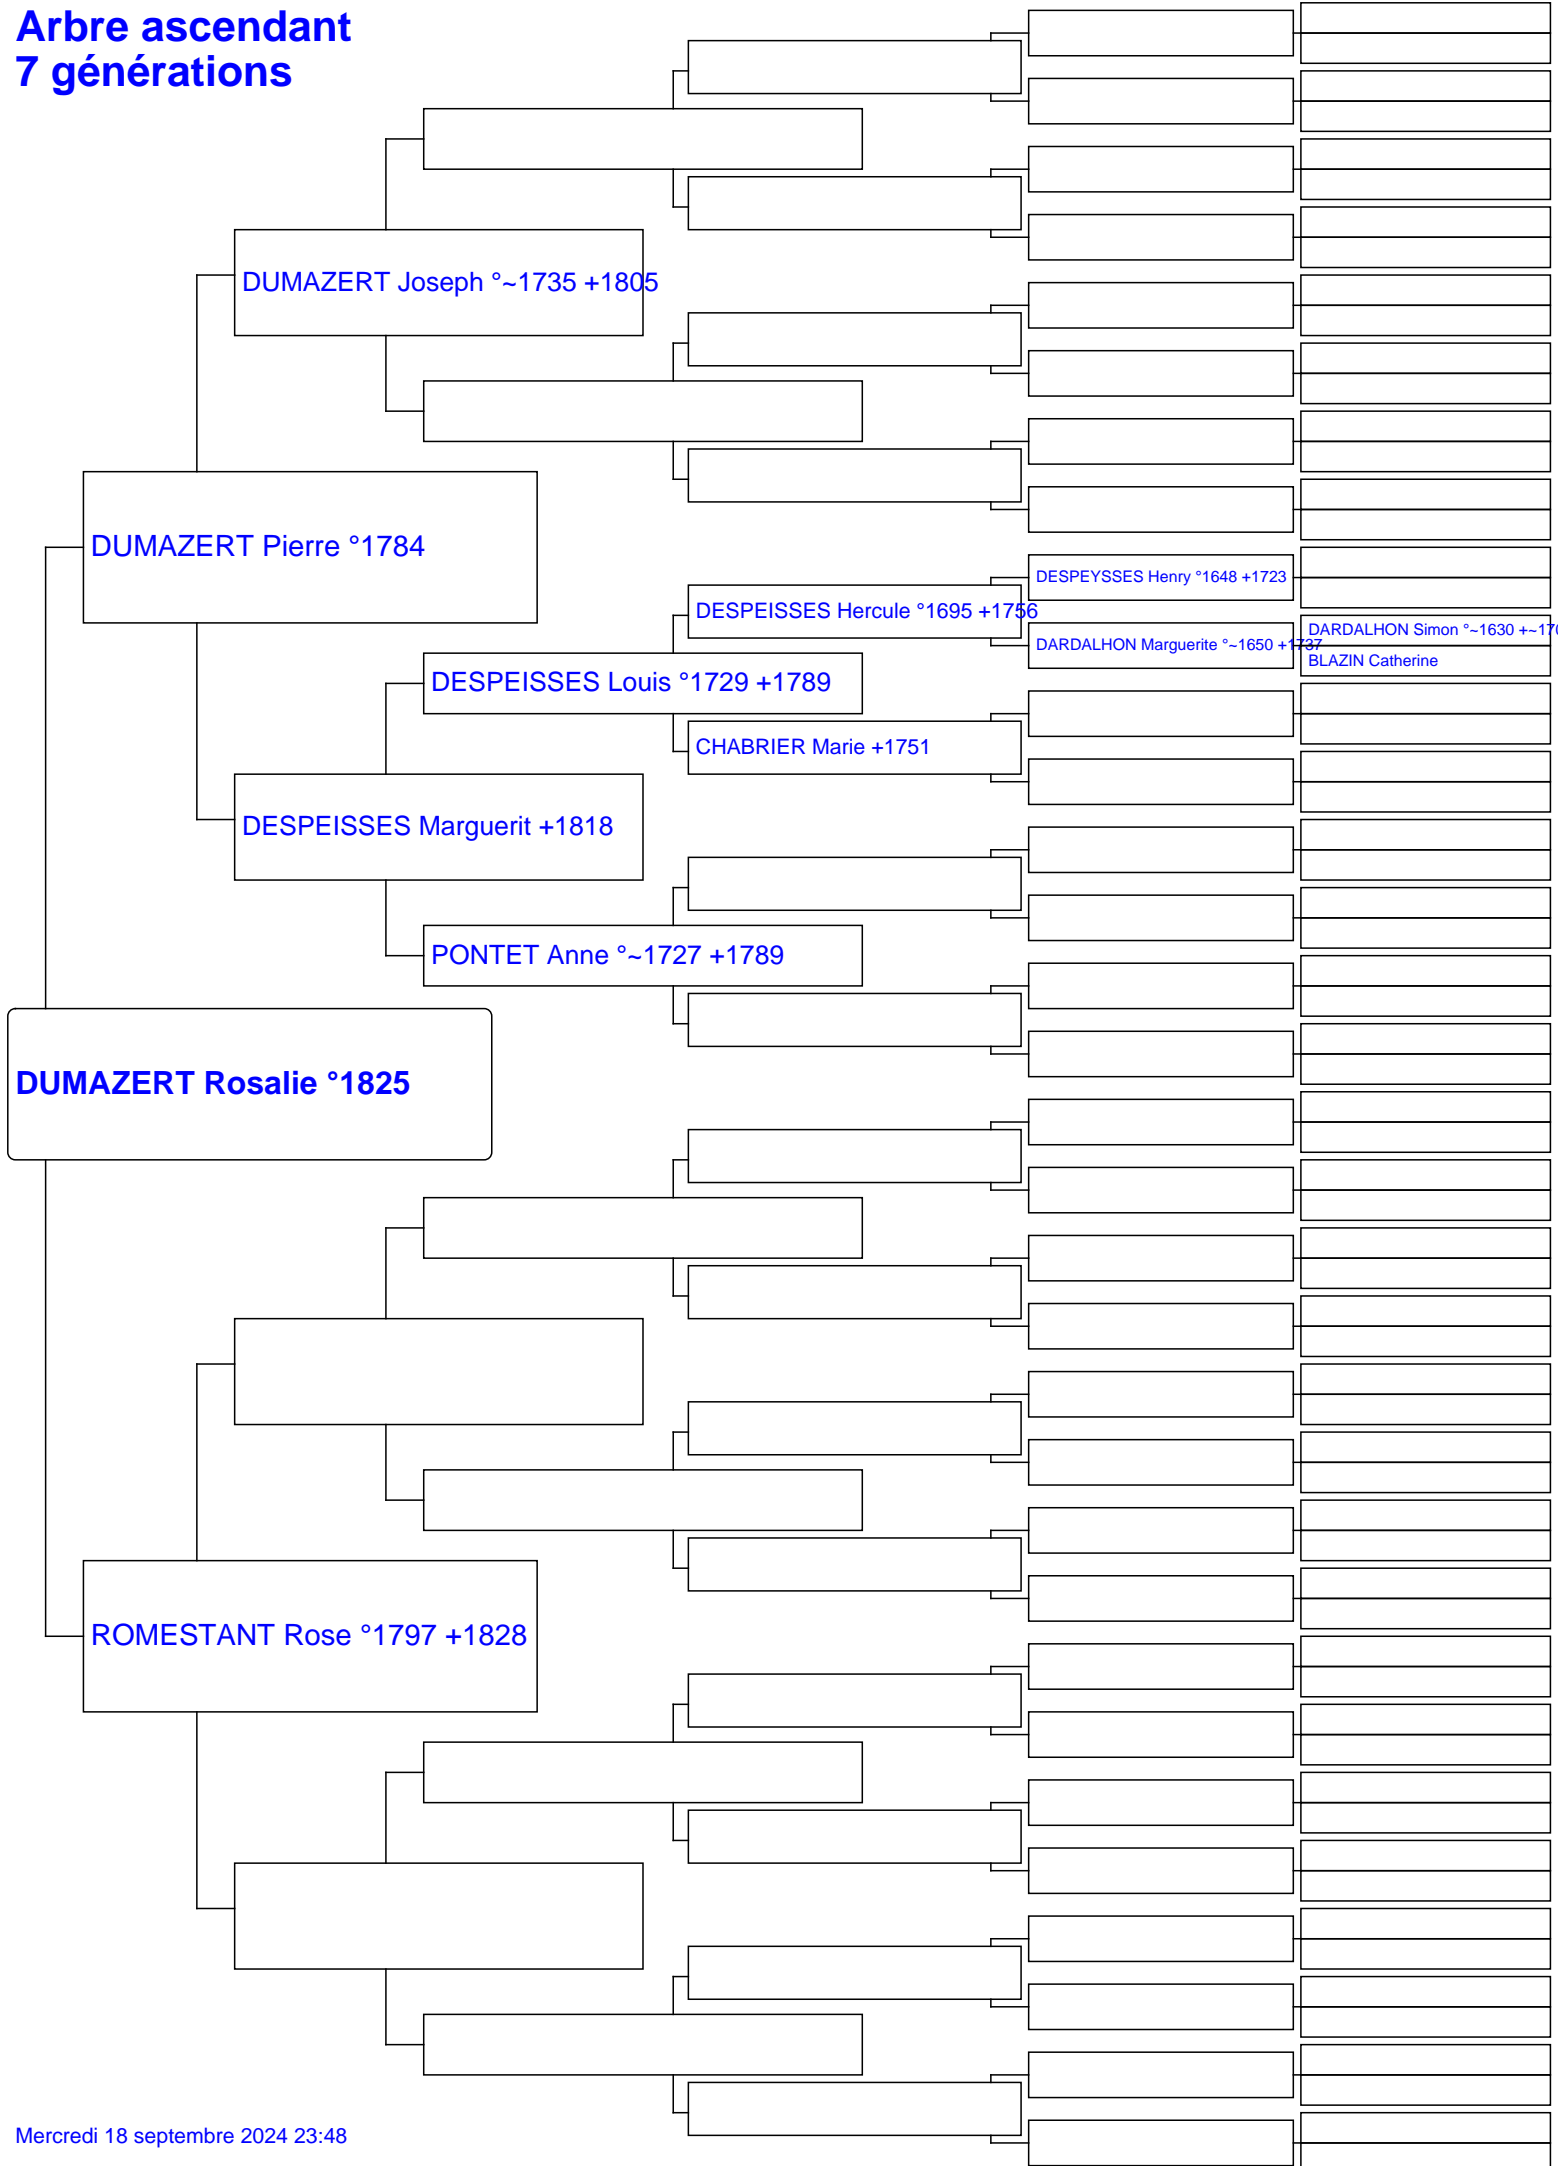 Arbre ascendant
7 générations
DUMAZERT Joseph °~1735 +1805
DUMAZERT Pierre °1784
DESPEYSSES Henry °1648 +1723
DESPEISSES Hercule °1695 +1756
DARDALHON Simon °~1630 +~170
DARDALHON Marguerite °~1650 +1737
BLAZIN Catherine
DESPEISSES Louis °1729 +1789
CHABRIER Marie +1751
DESPEISSES Marguerit +1818
PONTET Anne °~1727 +1789
DUMAZERT Rosalie °1825
ROMESTANT Rose °1797 +1828
Mercredi 18 septembre 2024 23:48